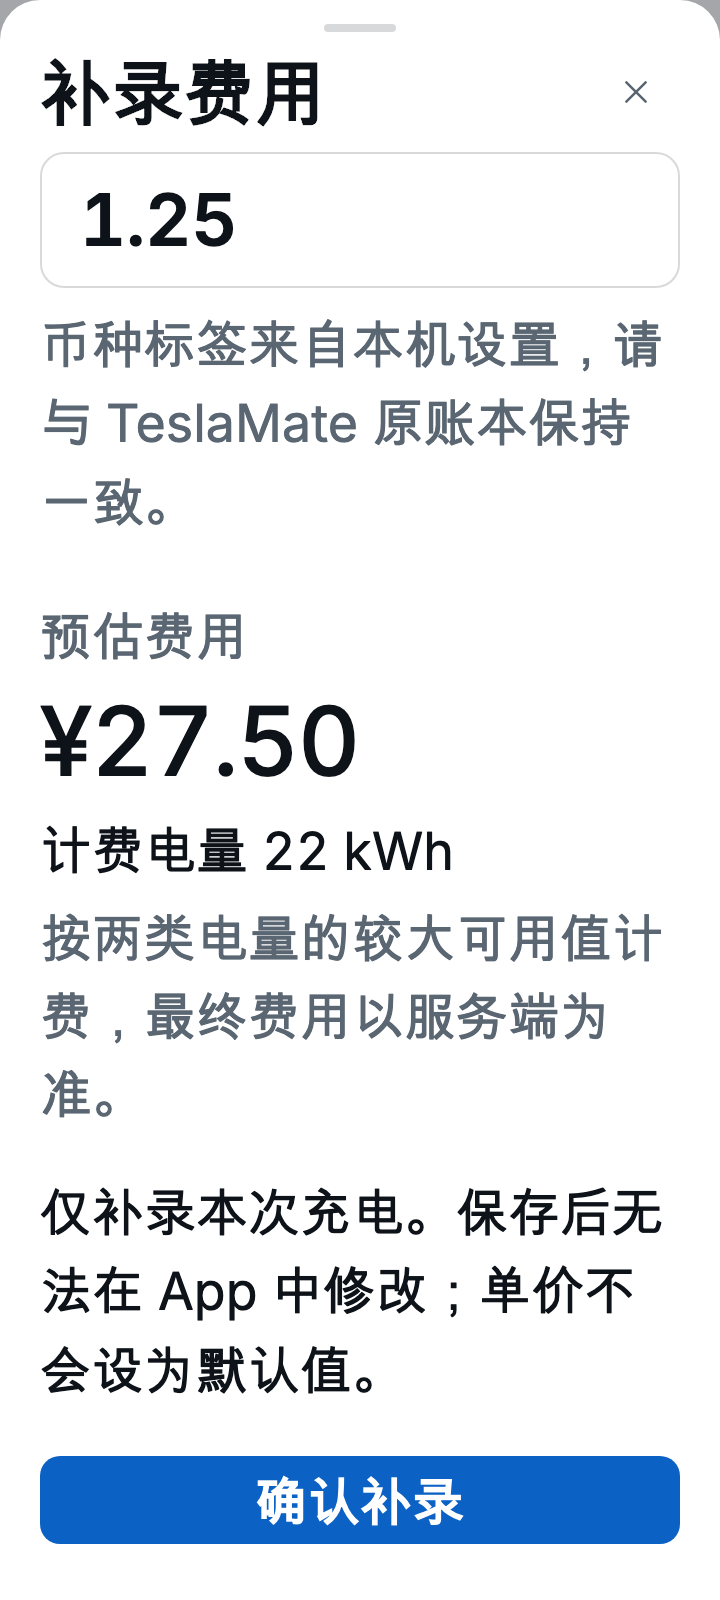 补录费用
1.25
币种标签来自本机设置，请
与 TeslaMate 原账本保持
一致。
预估费用
¥27.50
计费电量 22 kWh
按两类电量的较大可用值计
费，最终费用以服务端为
准。
仅补录本次充电。保存后无
法在 App 中修改；单价不
会设为默认值。
确认补录